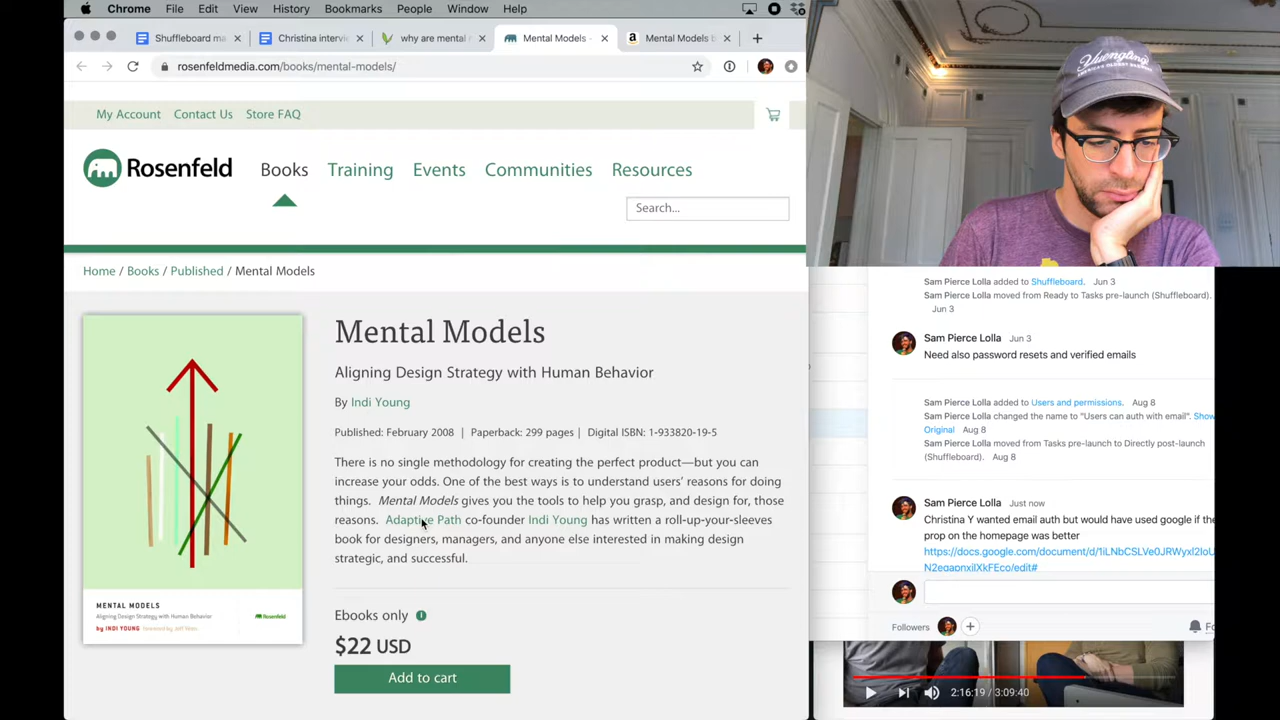 Chrome File Edit View History Bookmarks People Window Help
Shuffleboard ma
Christina intervie
why are mental
Mental Models -
Mental Models b
rosenfeldmedia.com/books/mental-models/
My Account Contact Us Store FAQ
Rosenfeld Books Training Events Communities Resources
Search...
Home / Books / Published / Mental Models
Mental Models
Aligning Design Strategy with Human Behavior
By Indi Young
Published: February 2008 | Paperback: 299 pages | Digital ISBN: 1-933820-19-5
There is no single methodology for creating the perfect product—but you can
increase your odds. One of the best ways is to understand users' reasons for doing
things. Mental Models gives you the tools to help you grasp, and design for, those
reasons. Adaptive Path co-founder Indi Young has written a roll-up-your-sleeves
book for designers, managers, and anyone else interested in making design
strategic, and successful.
Ebooks only
$22 USD
Add to cart
MENTAL MODELS
Aligning Design Strategy with Human Behavior
by INDI YOUNG
Rosenfeld
Yuengling
Sam Pierce Lolla added to Shuffleboard. Jun 3
Sam Pierce Lolla moved from Ready to Tasks pre-launch (Shuffleboard).
Jun 3
Sam Pierce Lolla Jun 3
Need also password resets and verified emails
Sam Pierce Lolla added to Users and permissions. Aug 8
Sam Pierce Lolla changed the name to "Users can auth with email". Show
Original Aug 8
Sam Pierce Lolla moved from Tasks pre-launch to Directly post-launch
(Shuffleboard). Aug 8
Sam Pierce Lolla Just now
Christina Y wanted email auth but would have used google if the
prop on the homepage was better
Followers
2:16:19 / 3:09:40